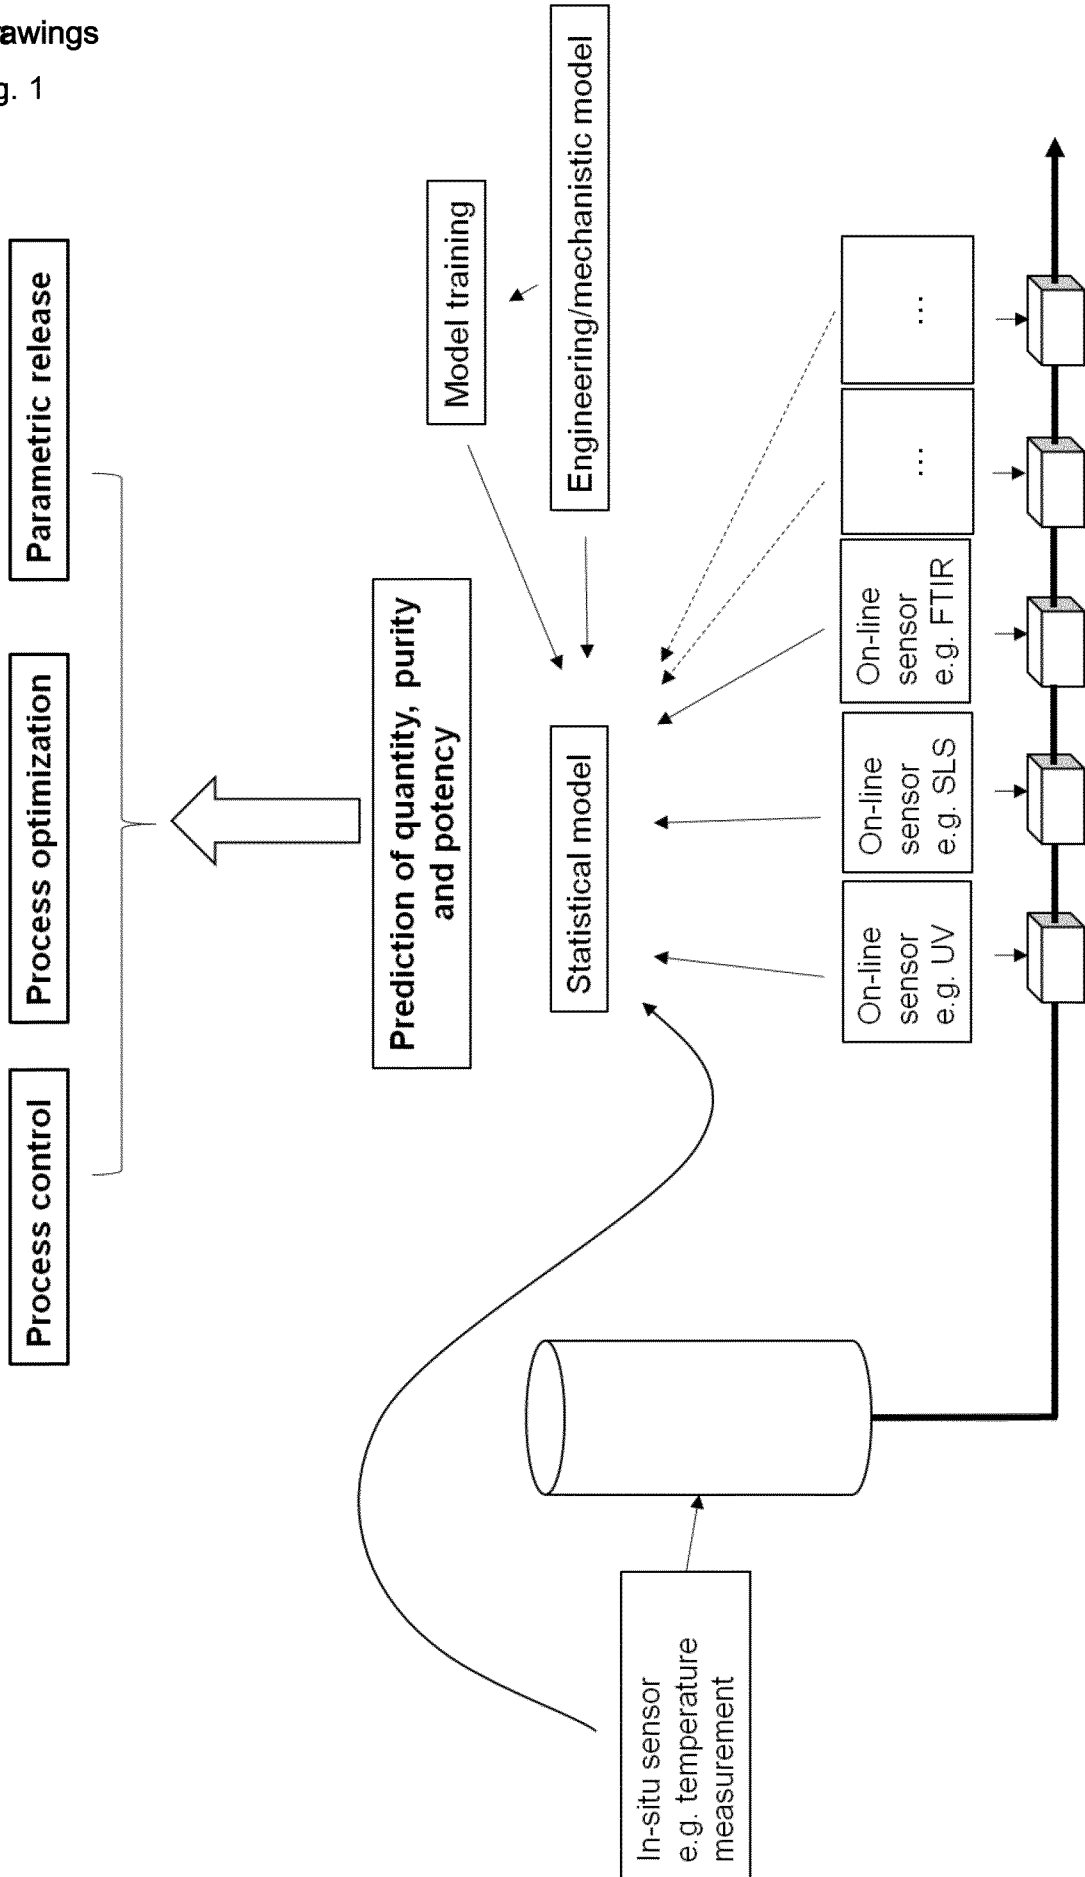 awings
g. 1
Process control
Process optimization
Parametric release
Prediction of quantity, purity
and potency
Model training
Statistical model
Engineering/mechanistic model
In-situ sensor
e.g. temperature
measurement
On-line
sensor
e.g. UV
On-line
sensor
e.g. SLS
On-line
sensor
e.g. FTIR
...
...